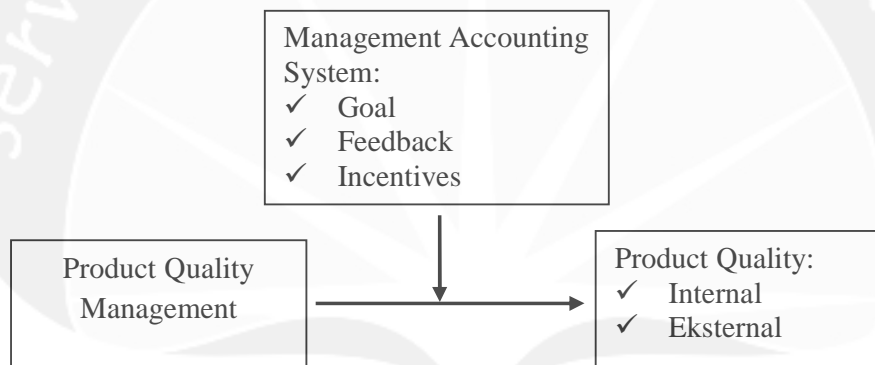 Management Accounting
System:
✓ Goal
✓ Feedback
✓ Incentives
Product Quality
Management
Product Quality:
✓ Internal
✓ Eksternal